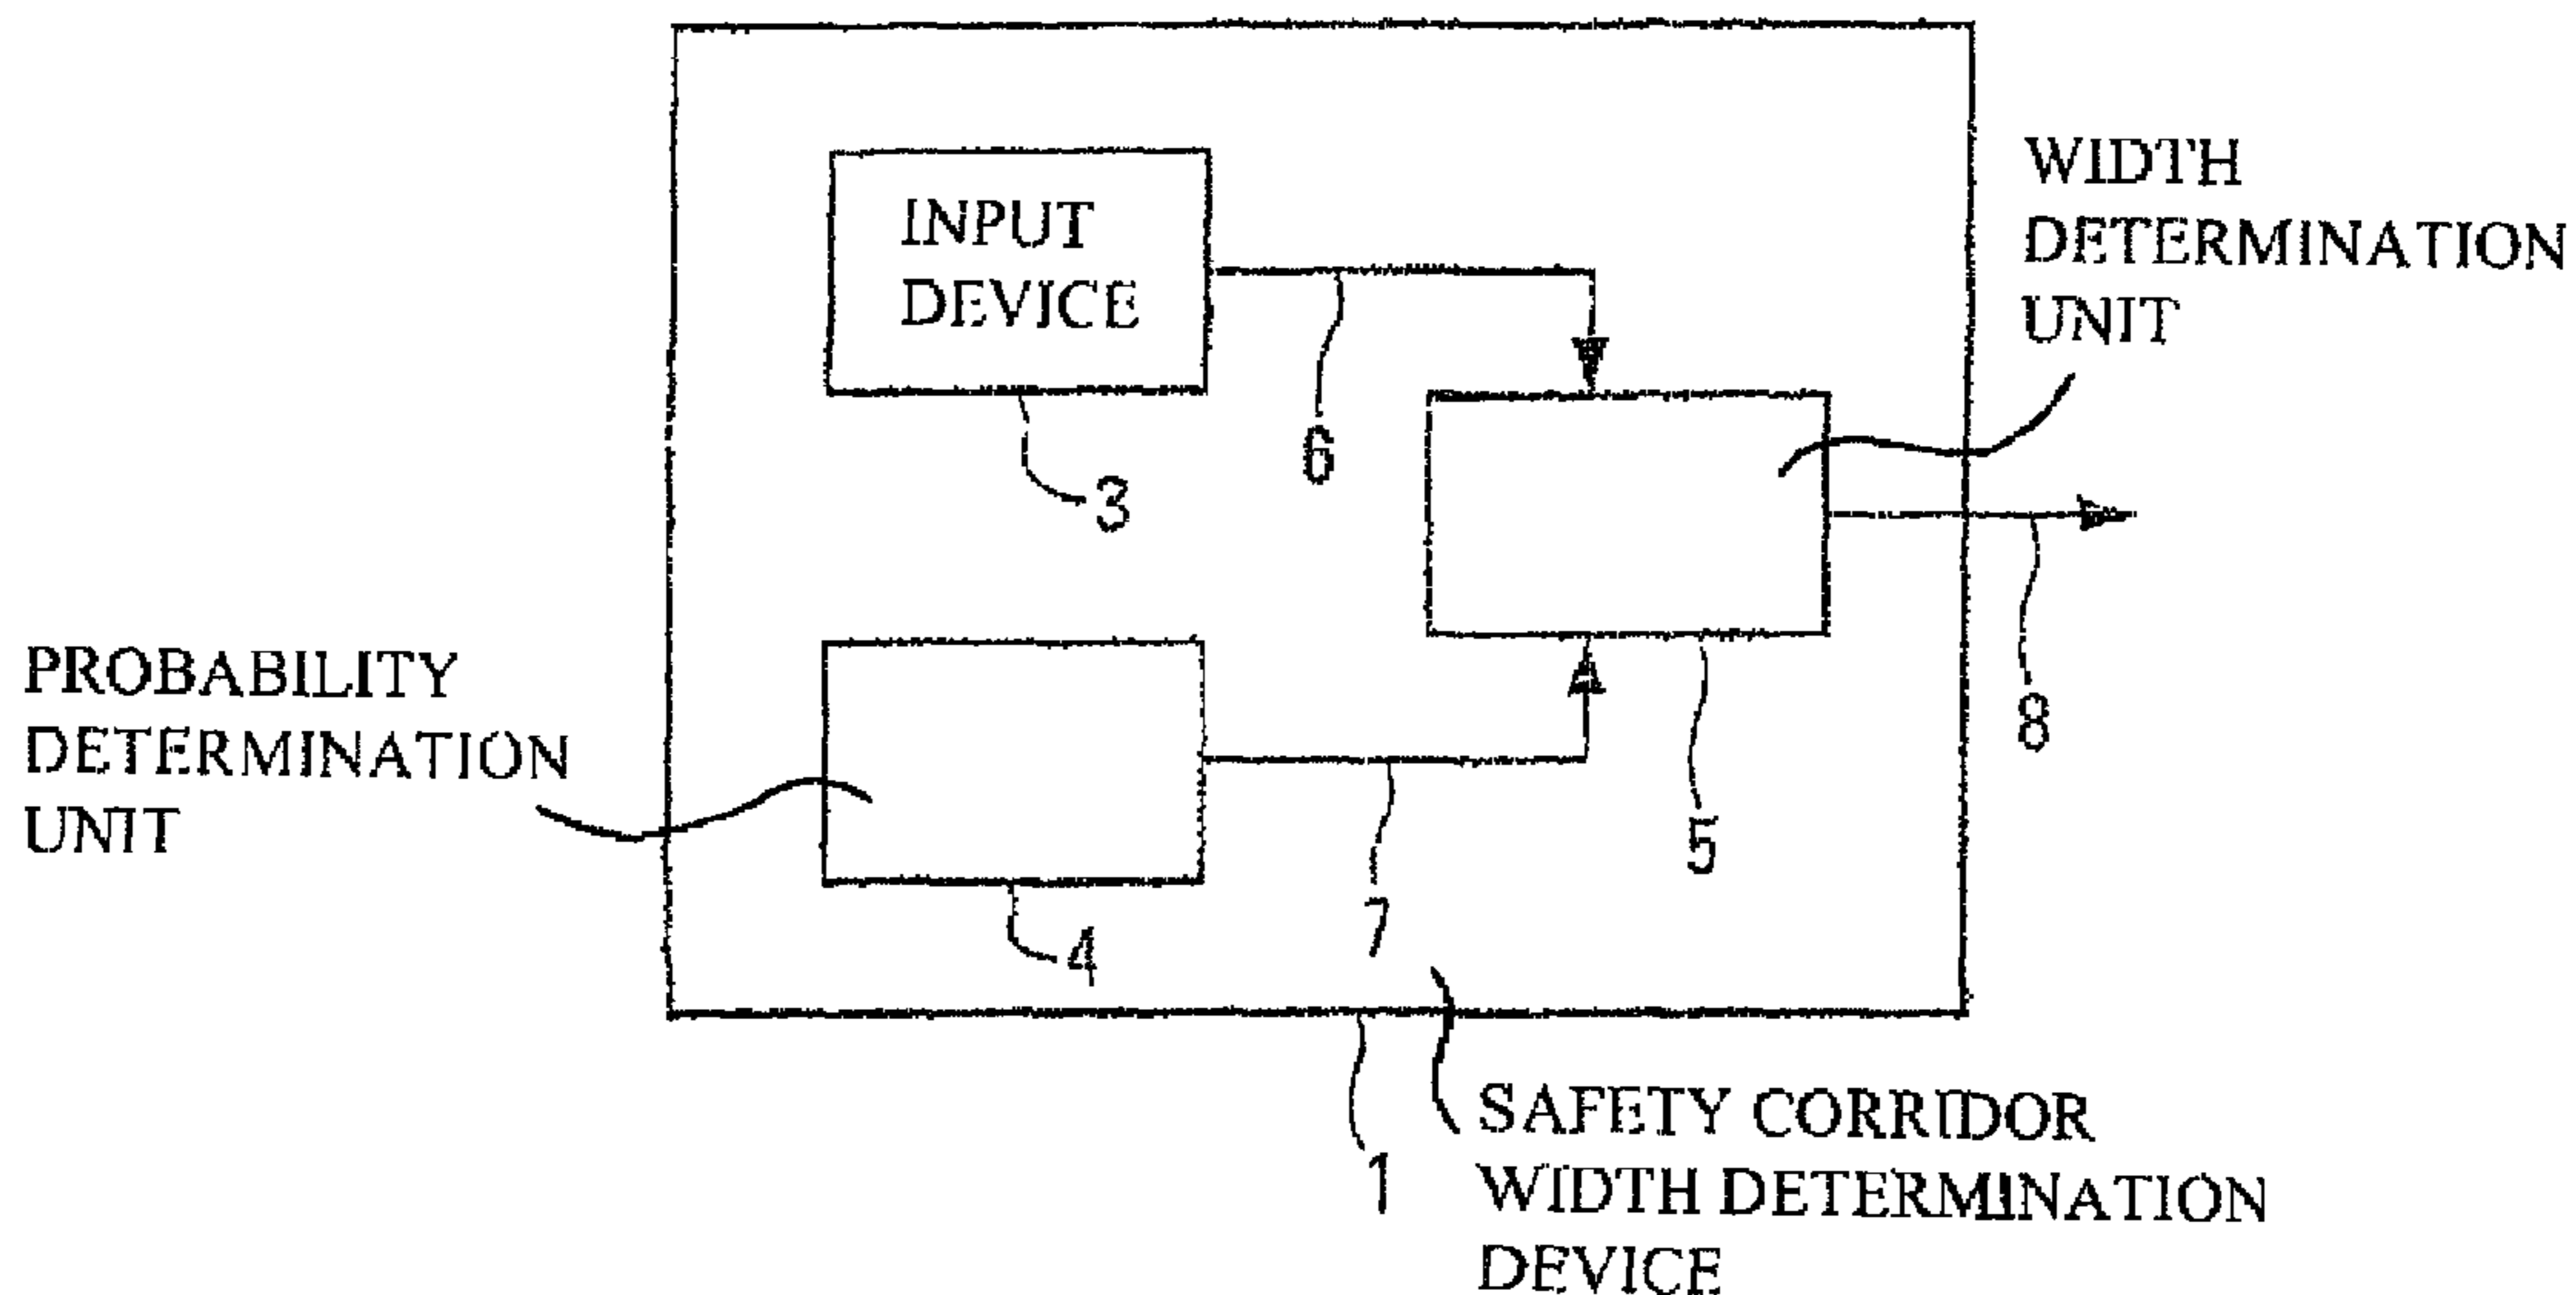 INPUT
DEVICE
3
6
WIDTH
DETERMINATION
UNIT
5
8
PROBABILITY
DETERMINATION
UNIT
4
7
1
SAFETY CORRIDOR
WIDTH DETERMINATION
DEVICE